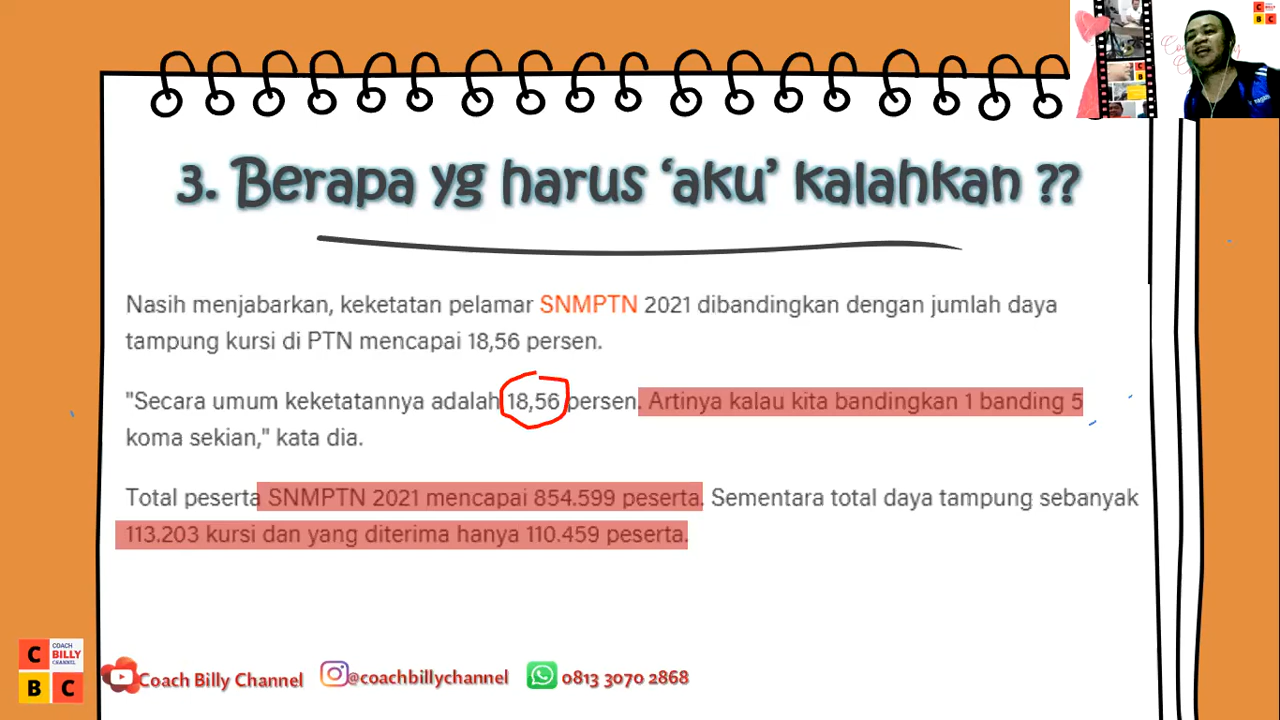 3. Berapa yg harus ‘aku’ kalahkan ??
Nasih menjabarkan, keketatan pelamar SNMPTN 2021 dibandingkan dengan jumlah daya
tampung kursi di PTN mencapai 18,56 persen.
"Secara umum keketatannya adalah 18,56 persen. Artinya kalau kita bandingkan 1 banding 5
koma sekian," kata dia.
Total peserta SNMPTN 2021 mencapai 854.599 peserta. Sementara total daya tampung sebanyak
113.203 kursi dan yang diterima hanya 110.459 peserta.
C COACH BILLY CHANNEL
B C
Coach Billy Channel
@coachbillychannel
0813 3070 2868